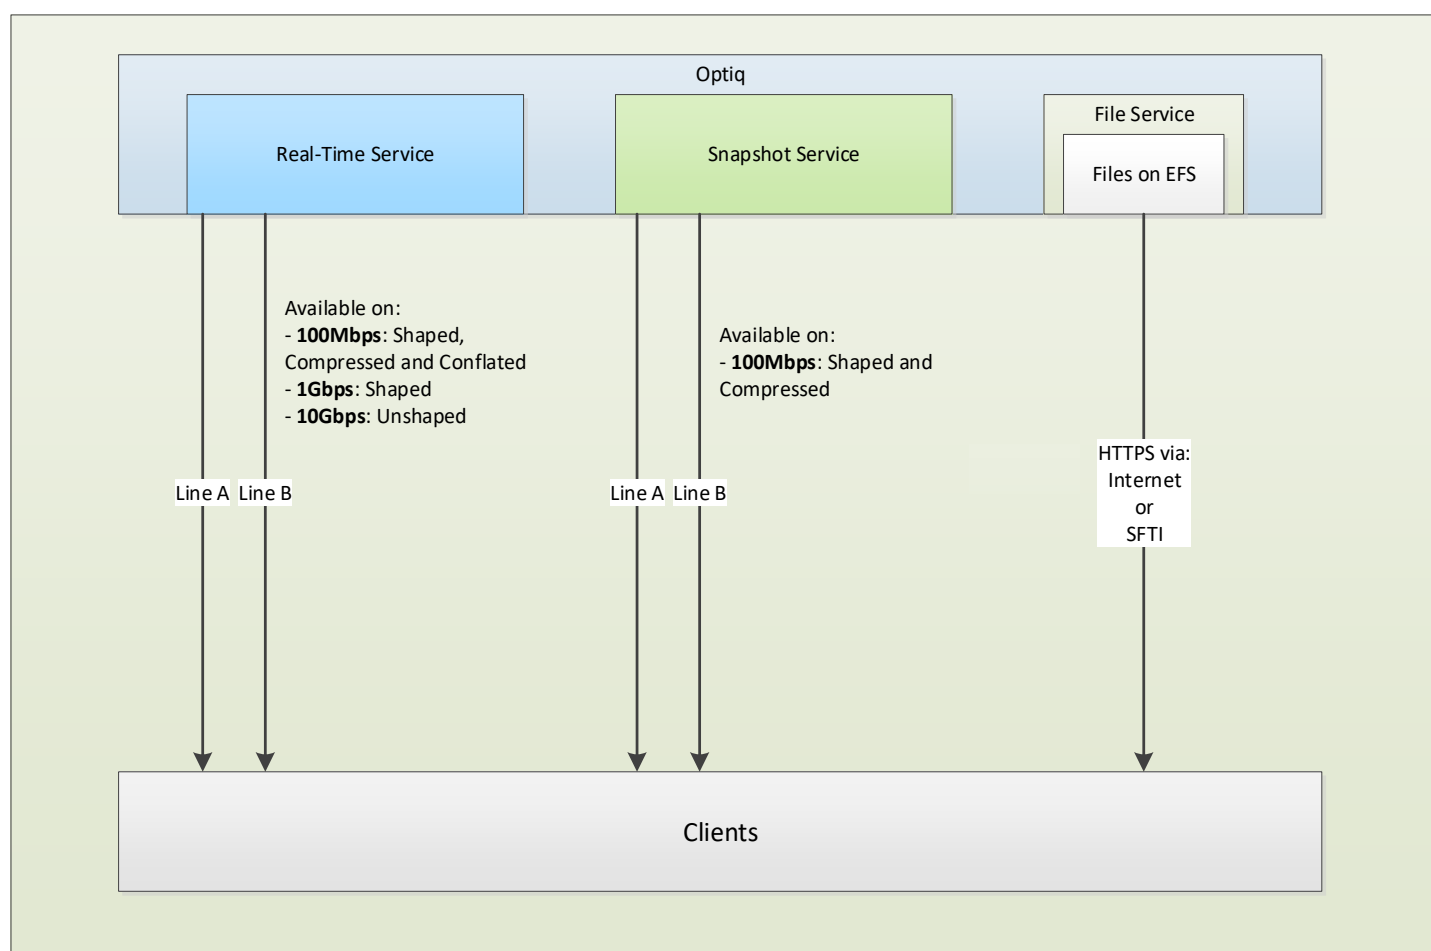 Optiq
Real-Time Service
Snapshot Service
File Service
Files on EFS
Available on:
- 100Mbps: Shaped,
Compressed and Conflated
- 1Gbps: Shaped
- 10Gbps: Unshaped
Available on:
- 100Mbps: Shaped and
Compressed
Line A
Line B
Line A
Line B
HTTPS via:
Internet
or
SFTI
Clients